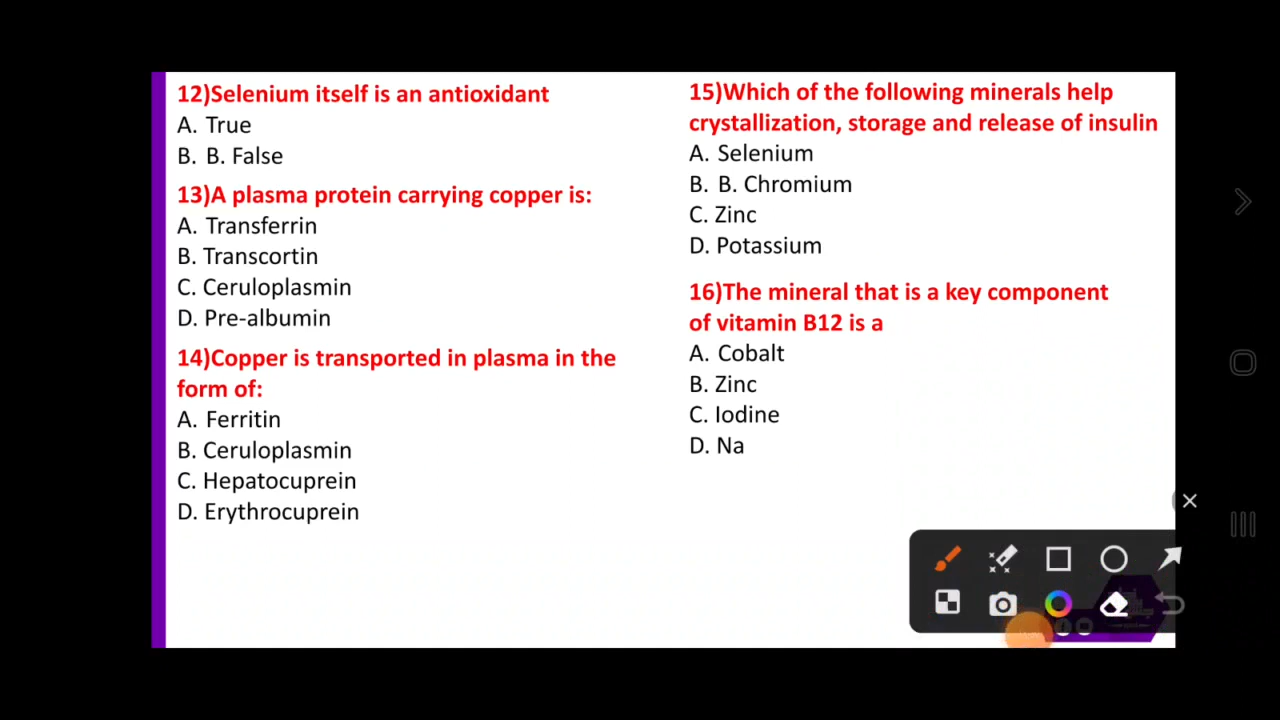 12)Selenium itself is an antioxidant
A. True
B. B. False
13)A plasma protein carrying copper is:
A. Transferrin
B. Transcortin
C. Ceruloplasmin
D. Pre-albumin
14)Copper is transported in plasma in the
form of:
A. Ferritin
B. Ceruloplasmin
C. Hepatocuprein
D. Erythrocuprein
15)Which of the following minerals help
crystallization, storage and release of insulin
A. Selenium
B. B. Chromium
C. Zinc
D. Potassium
16)The mineral that is a key component
of vitamin B12 is a
A. Cobalt
B. Zinc
C. Iodine
D. Na